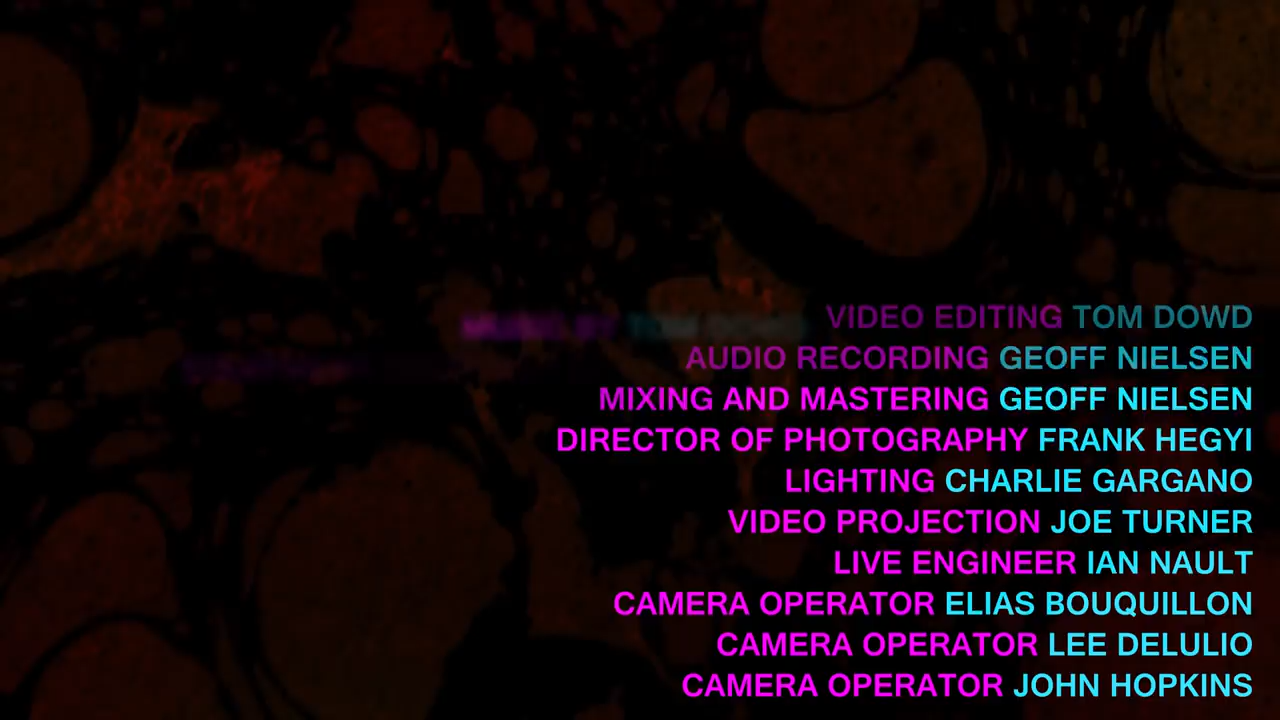 VIDEO EDITING TOM DOWD
AUDIO RECORDING GEOFF NIELSEN
MIXING AND MASTERING GEOFF NIELSEN
DIRECTOR OF PHOTOGRAPHY FRANK HEGYI
LIGHTING CHARLIE GARGANO
VIDEO PROJECTION JOE TURNER
LIVE ENGINEER IAN NAULT
CAMERA OPERATOR ELIAS BOUQUILLON
CAMERA OPERATOR LEE DELULIO
CAMERA OPERATOR JOHN HOPKINS